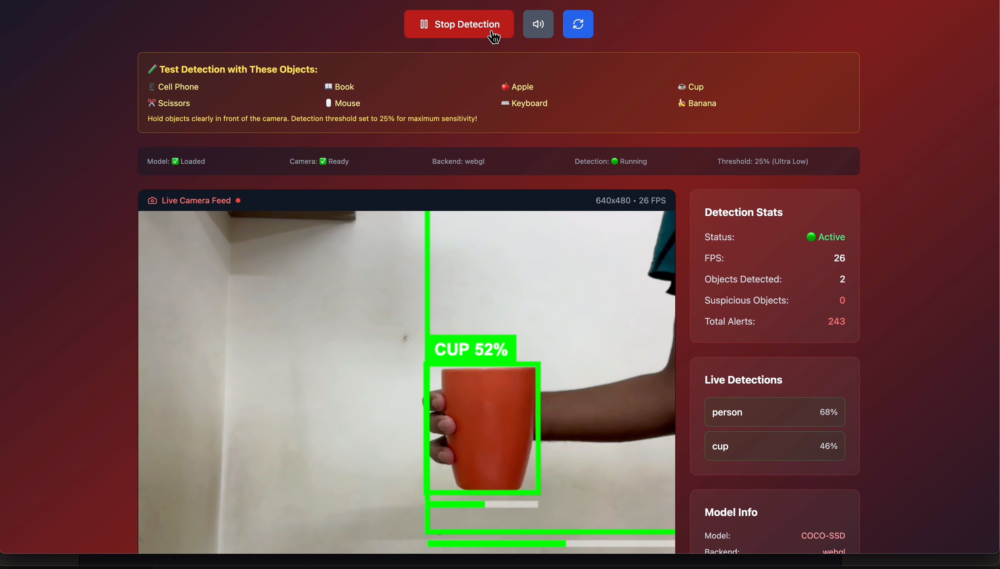 Stop Detection
Test Detection with These Objects:
Cell Phone
Book
Apple
Cup
Scissors
Mouse
Keyboard
Banana
Hold objects clearly in front of the camera. Detection threshold set to 25% for maximum sensitivity!
Model: ✅ Loaded
Camera: ✅ Ready
Backend: webgl
Detection: 🟢 Running
Threshold: 25% (Ultra Low)
Live Camera Feed
640x480 • 26 FPS
CUP 52%
Detection Stats
Status: 🟢 Active
FPS: 26
Objects Detected: 2
Suspicious Objects: 0
Total Alerts: 243
Live Detections
person 68%
cup 46%
Model Info
Model: COCO-SSD
Backend: webgl